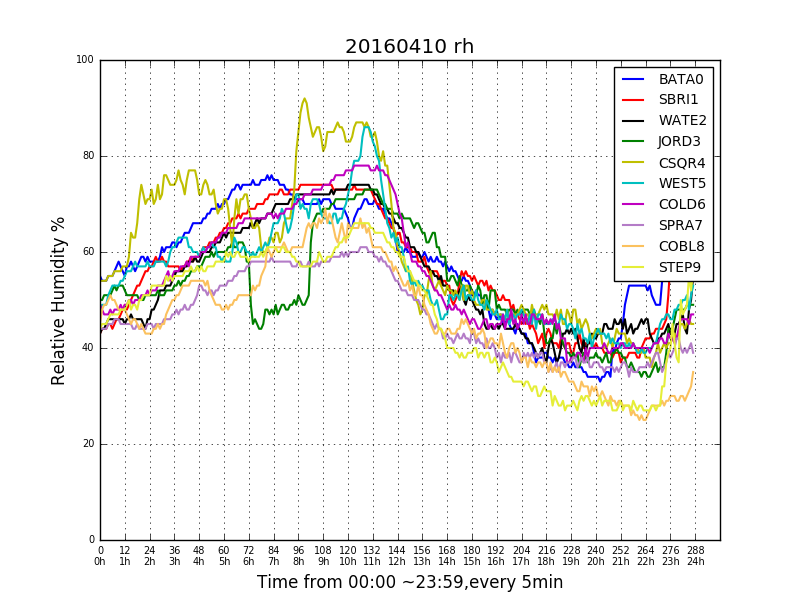 20160410 rh
100
80
60
40
20
0
Relative Humidity %
BATA0
SBRI1
WATE2
JORD3
CSQR4
WEST5
COLD6
SPRA7
COBL8
STEP9
0 12 24 36 48 60 72 84 96 108 120 132 144 156 168 180 192 204 216 228 240 252 264 276 288
0h 1h 2h 3h 4h 5h 6h 7h 8h 9h 10h 11h 12h 13h 14h 15h 16h 17h 18h 19h 20h 21h 22h 23h 24h
Time from 00:00 ~23:59,every 5min